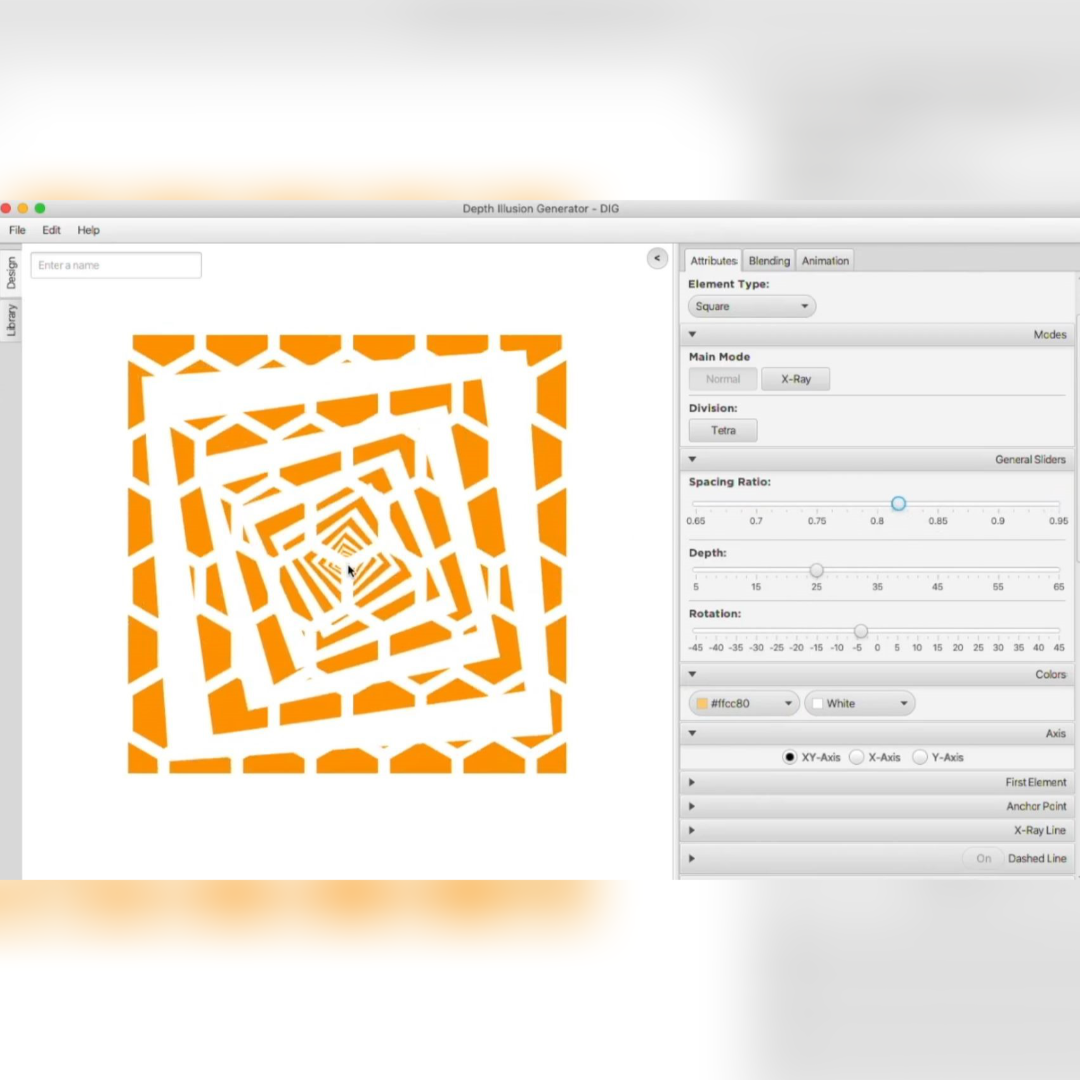 Depth Illusion Generator - DIG
File Edit Help
Design
Library
Enter a name
<
Attributes Blending Animation
Element Type:
Square
Modes
Main Mode
Normal X-Ray
Division:
Tetra
General Sliders
Spacing Ratio:
0.65 0.7 0.75 0.8 0.85 0.9 0.95
Depth:
5 15 25 35 45 55 65
Rotation:
-45 -40 -35 -30 -25 -20 -15 -10 -5 0 5 10 15 20 25 30 35 40 45
Colors
#ffcc80 White
Axis
XY-Axis X-Axis Y-Axis
First Element
Anchor Point
X-Ray Line
On Dashed Line